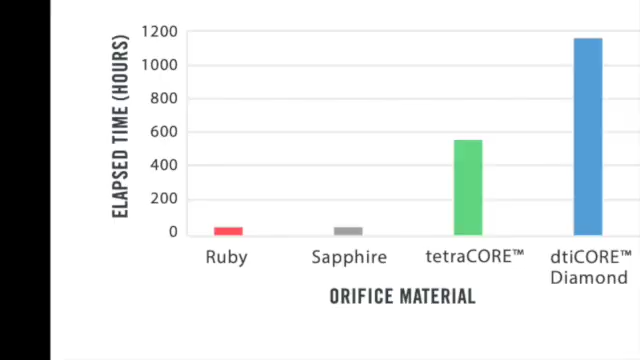 ELAPSED TIME (HOURS)
1200
1000
800
600
400
200
0
Ruby
Sapphire
tetraCORE™
dtiCORE™
Diamond
ORIFICE MATERIAL